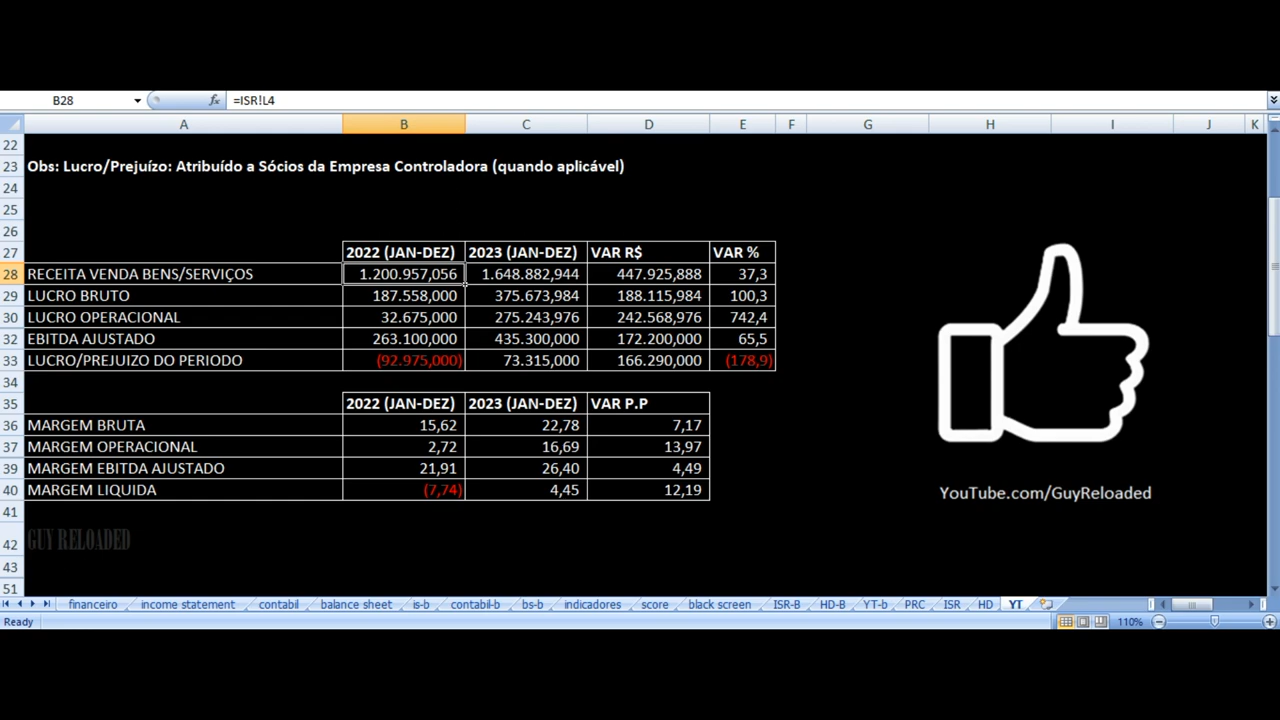 B28 fx =ISR!L4
A B C D E F G H I J K
22
23 Obs: Lucro/Prejuízo: Atribuído a Sócios da Empresa Controladora (quando aplicável)
24
25
26
27 2022 (JAN-DEZ) 2023 (JAN-DEZ) VAR R$ VAR %
28 RECEITA VENDA BENS/SERVIÇOS 1.200.957,056 1.648.882,944 447.925,888 37,3
29 LUCRO BRUTO 187.558,000 375.673,984 188.115,984 100,3
30 LUCRO OPERACIONAL 32.675,000 275.243,976 242.568,976 742,4
32 EBITDA AJUSTADO 263.100,000 435.300,000 172.200,000 65,5
33 LUCRO/PREJUIZO DO PERIODO (92.975,000) 73.315,000 166.290,000 (178,9)
34
35 2022 (JAN-DEZ) 2023 (JAN-DEZ) VAR P.P
36 MARGEM BRUTA 15,62 22,78 7,17
37 MARGEM OPERACIONAL 2,72 16,69 13,97
39 MARGEM EBITDA AJUSTADO 21,91 26,40 4,49
40 MARGEM LIQUIDA (7,74) 4,45 12,19
YouTube.com/GuyReloaded
41
42 GUY RELOADED
43
51
financeiro income statement contabil balance sheet is-b contabil-b bs-b indicadores score black screen ISR-B HD-B YT-b PRC ISR HD YT
Ready 110%